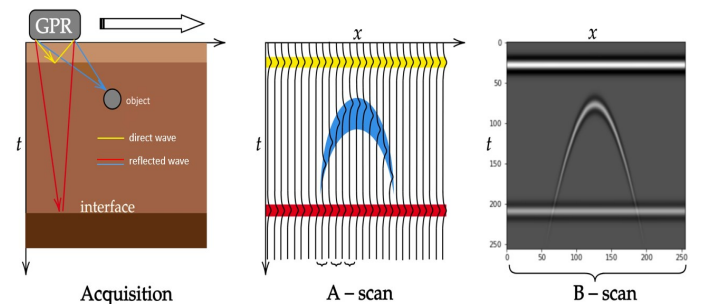 GPR
t
object
direct wave
reflected wave
interface
Acquisition
x
t
A – scan
x
t
0
50
100
150
200
250
0
50
100
150
200
250
B – scan